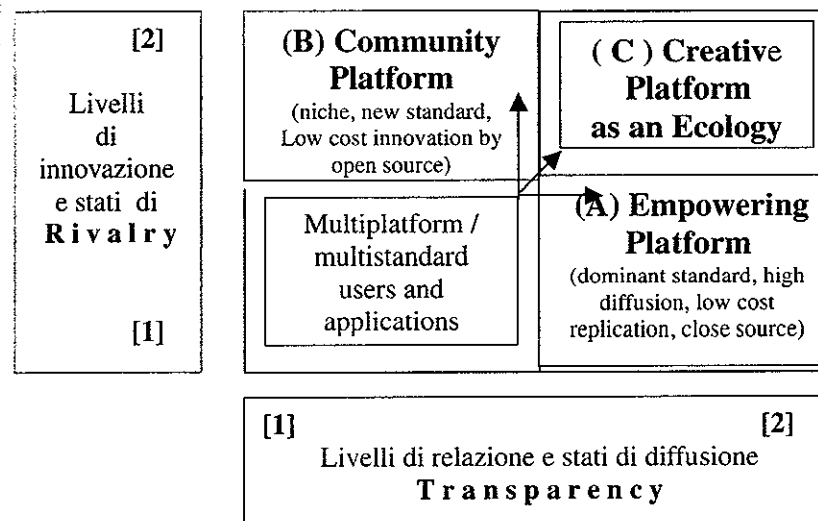 [2]
Livelli
di
innovazione
e stati di
Rivalry
[1]
(B) Community
Platform
(niche, new standard,
Low cost innovation by
open source)
( C ) Creative
Platform
as an Ecology
Multiplatform /
multistandard
users and
applications
(A) Empowering
Platform
(dominant standard, high
diffusion, low cost
replication, close source)
[1] [2]
Livelli di relazione e stati di diffusione
Transparency